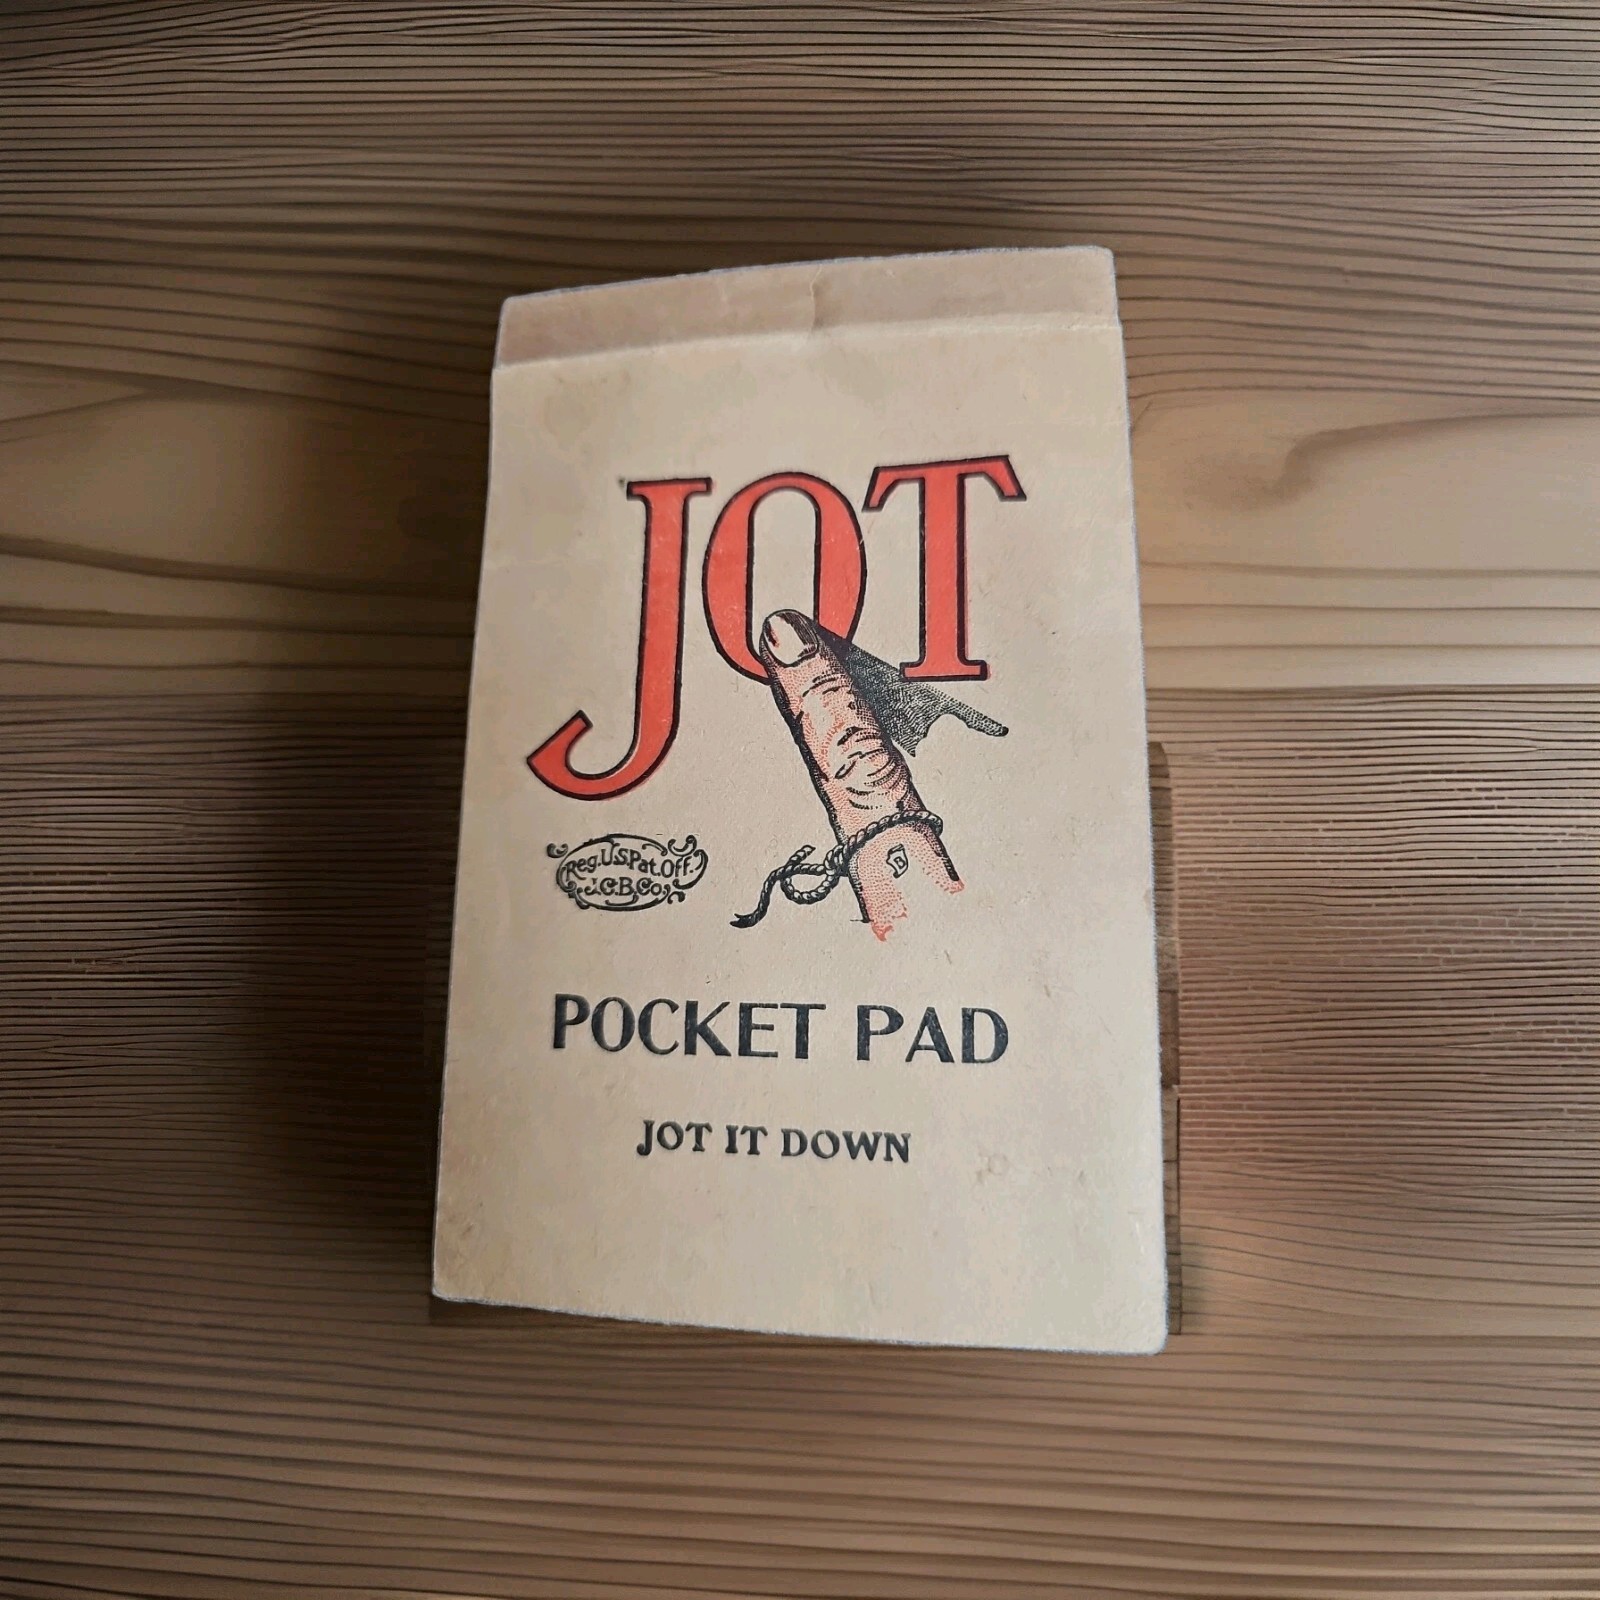 JOT
Reg. U.S. Pat. Off.
J.C.B. Co.
B
POCKET PAD
JOT IT DOWN